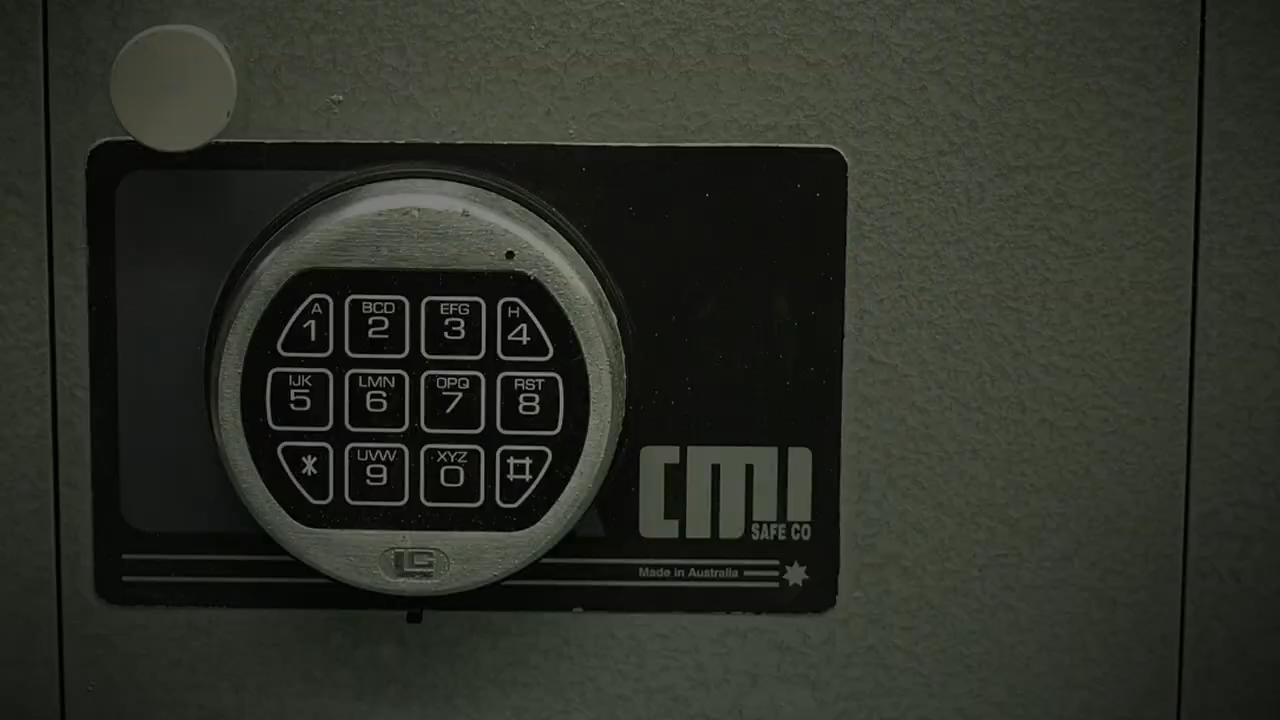 A BCD EFG H
1 2 3 4
IJK LMN OPQ RST
5 6 7 8
UVW XYZ
* 9 0 #
LG
CMI
SAFE CO
Made in Australia